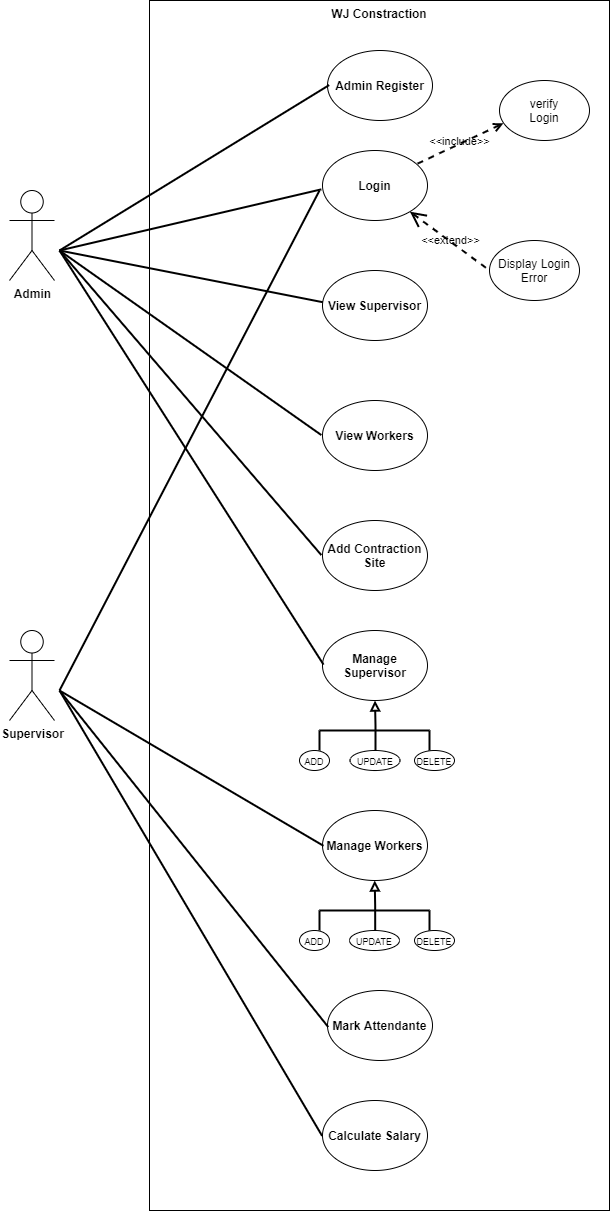 WJ Constraction
Admin Register
verify
Login
<<include>>
Login
<<extend>>
Display Login
Error
Admin
View Supervisor
View Workers
Add Contraction
Site
Manage
Supervisor
Supervisor
ADD
UPDATE
DELETE
Manage Workers
ADD
UPDATE
DELETE
Mark Attendante
Calculate Salary